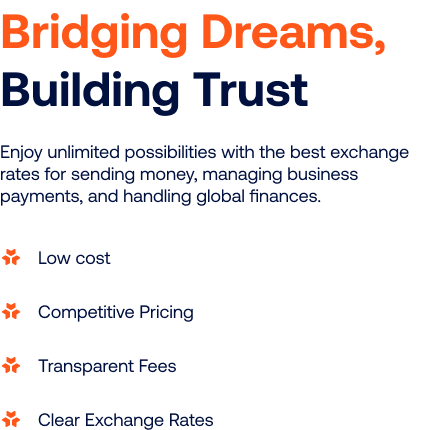 Bridging Dreams,
Building Trust
Enjoy unlimited possibilities with the best exchange
rates for sending money, managing business
payments, and handling global finances.
Low cost
Competitive Pricing
Transparent Fees
Clear Exchange Rates